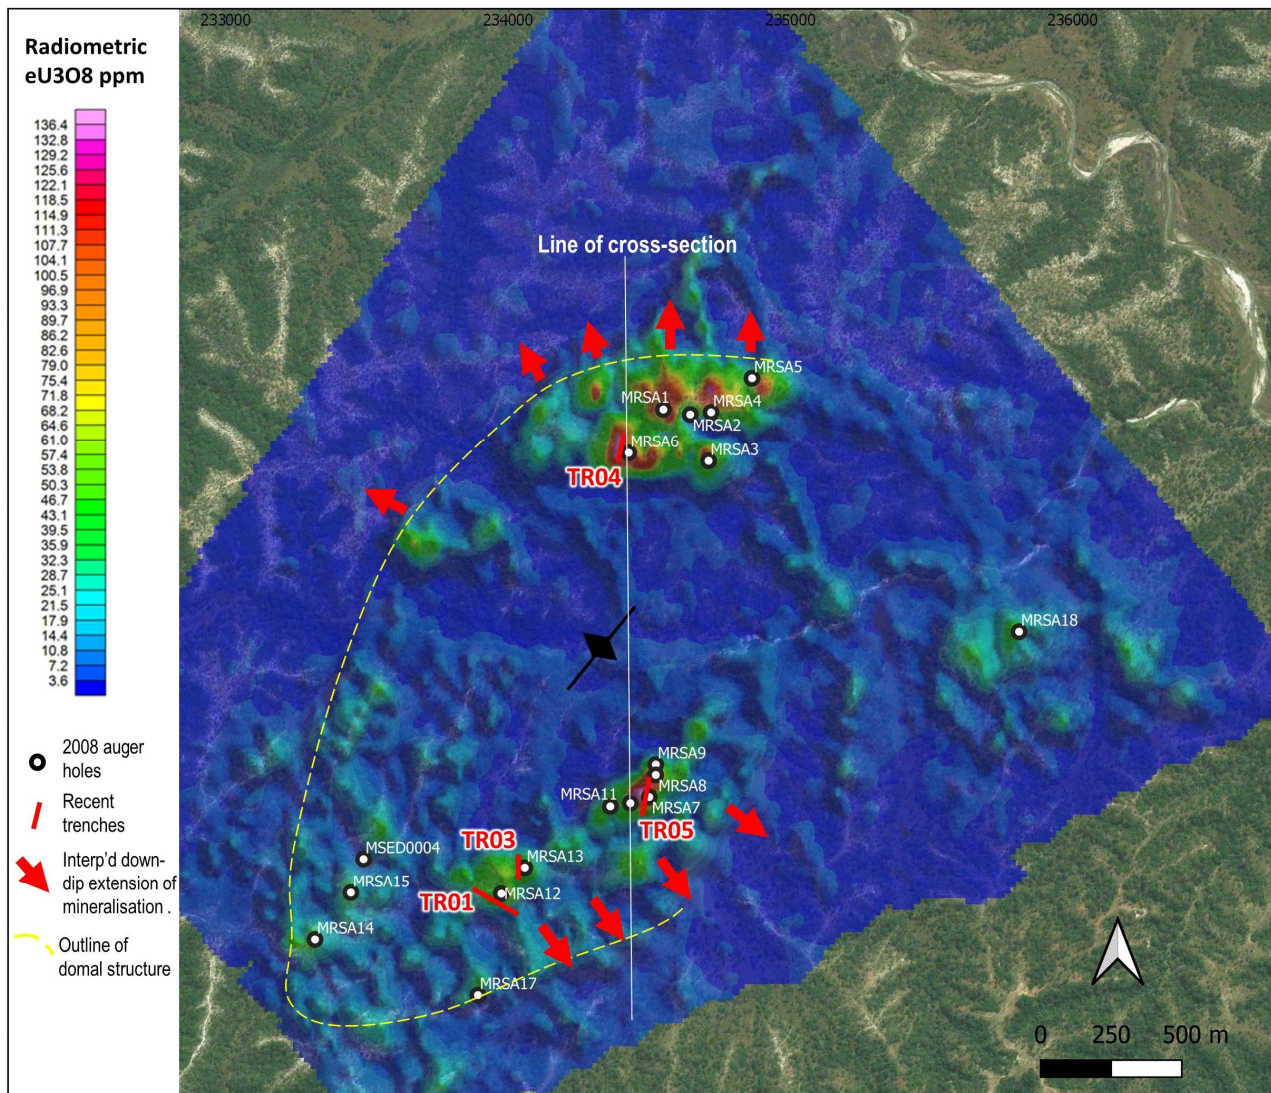 233000
234000
235000
236000
Radiometric
eU3O8 ppm
136.4
132.8
129.2
125.6
122.1
118.5
114.9
111.3
107.7
104.1
100.5
96.9
93.3
89.7
86.2
82.6
79.0
75.4
71.8
68.2
64.6
61.0
57.4
53.8
50.3
46.7
43.1
39.5
35.9
32.3
28.7
25.1
21.5
17.9
14.4
10.8
7.2
3.6
2008 auger
holes
Recent
trenches
Interp'd down-
dip extension of
mineralisation .
Outline of
domal structure
Line of cross-section
MRSA5
MRSA1
MRSA4
MRSA2
MRSA6
MRSA3
TR04
MRSA18
MRSA9
MRSA8
MRSA11
MRSA7
TR05
TR03
MSED0004
MRSA13
MRSA15
MRSA12
TR01
MRSA14
MRSA17
0 250 500 m